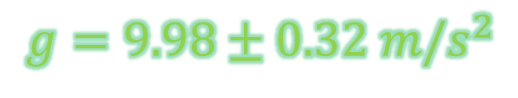 g = 9.98 ± 0.32 m/s²